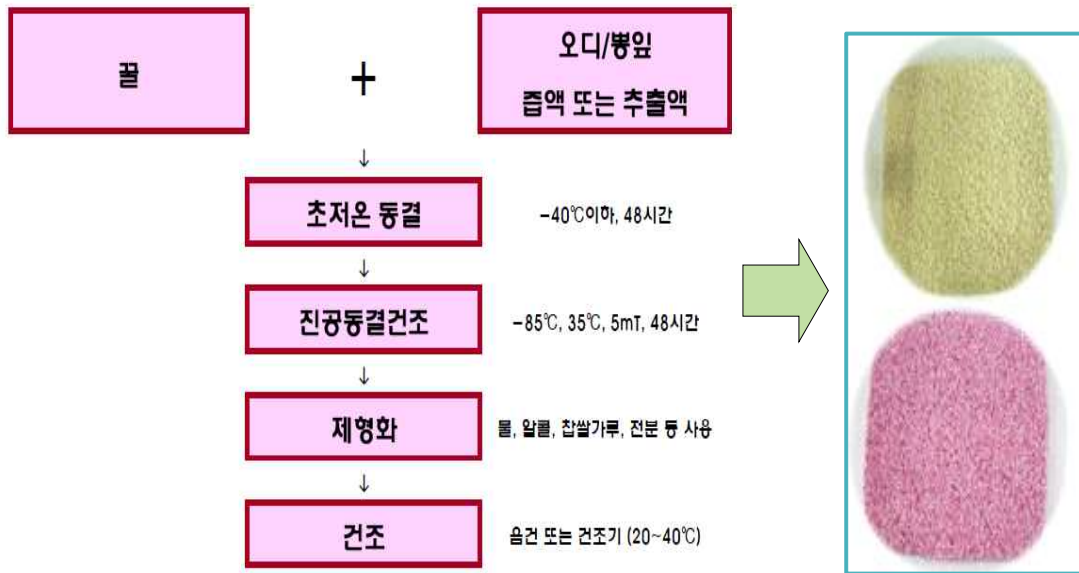 꿀
+
오디/뽕잎
즙액 또는 추출액
↓
초저온 동결
-40℃이하, 48시간
↓
진공동결건조
-85℃, 35℃, 5mT, 48시간
↓
제형화
물, 알콜, 찹쌀가루, 전분 등 사용
↓
건조
음건 또는 건조기 (20~40℃)